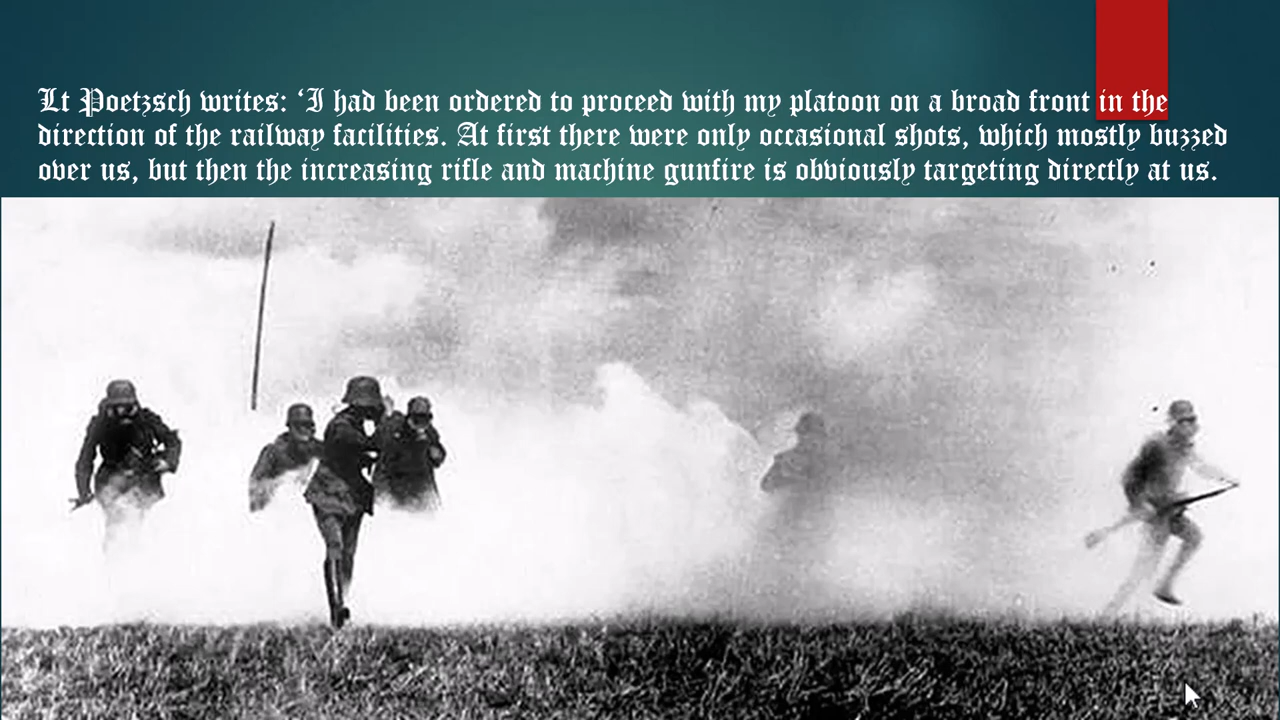 Lt Poetzsch writes: ‘I had been ordered to proceed with my platoon on a broad front in the
direction of the railway facilities. At first there were only occasional shots, which mostly buzzed
over us, but then the increasing rifle and machine gunfire is obviously targeting directly at us.